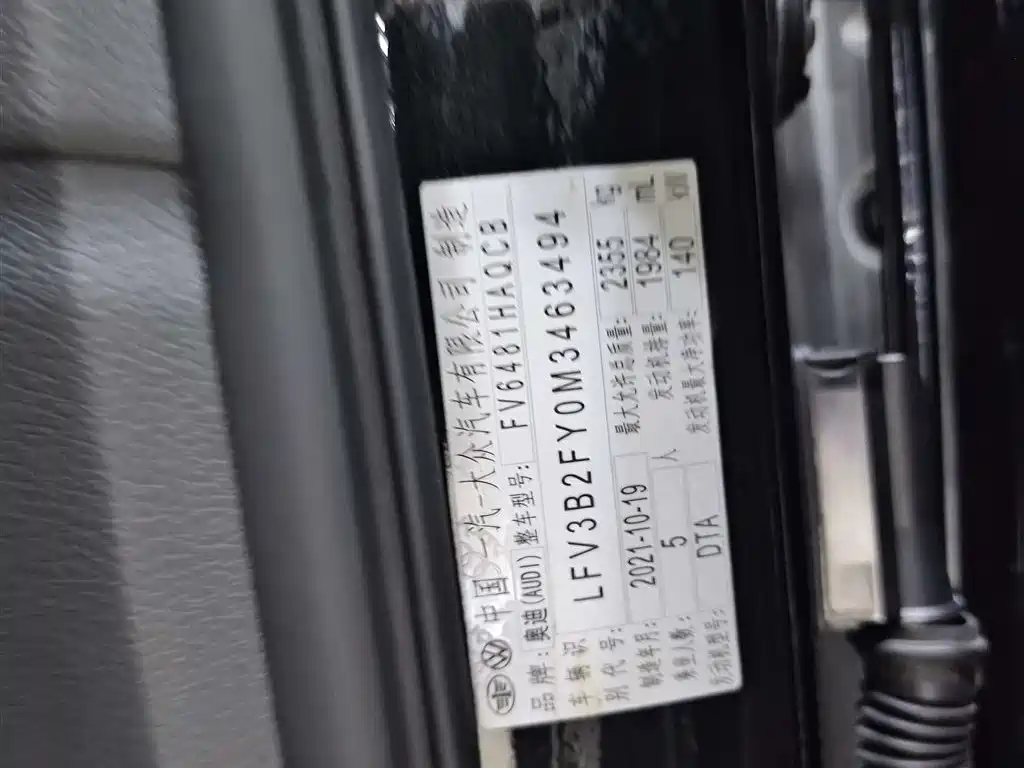 中国一汽-大众汽车有限公司 制造
品牌: 奥迪(AUDI) 整车型号: FV6481HAQCB
车辆识
别代号: LFV3B2FY0M3463494
制造年月: 2021-10-19 最大允许总质量: 2355 kg
乘坐人数: 5 人 发动机排量: 1984 mL
发动机型号: DTA 发动机最大净功率: 140 kW